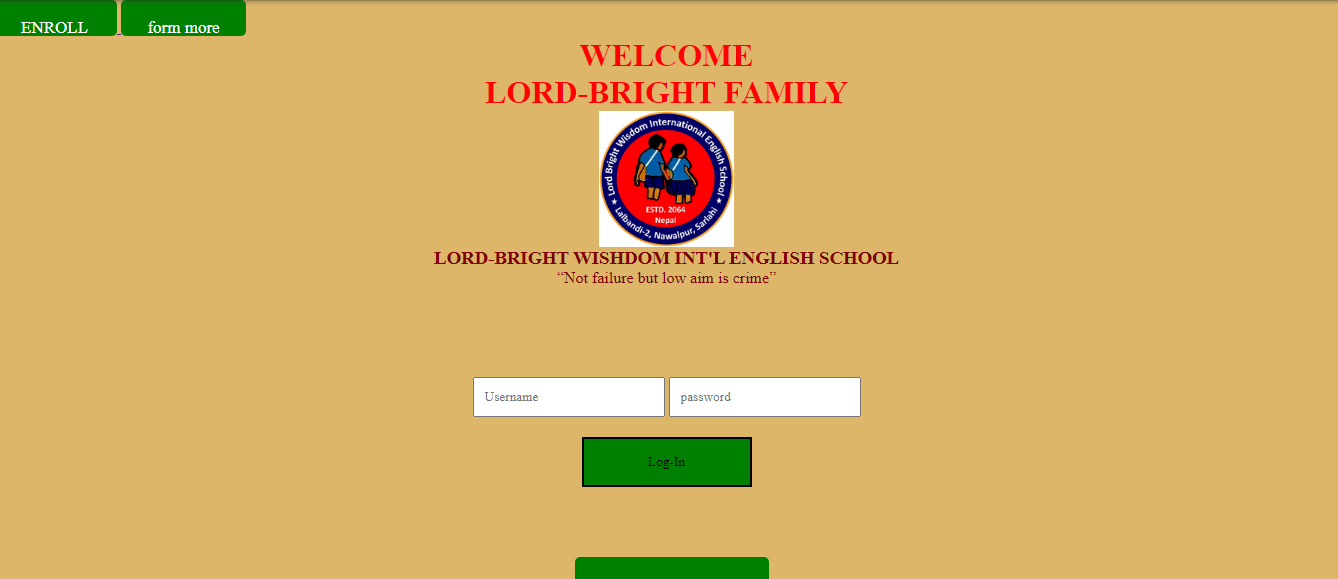 ENROLL form more
WELCOME
LORD-BRIGHT FAMILY
Lord Bright Wisdom International English School
ESTD. 2064
Nepal
★ Lalbandi-2, Nawalpur, Sarlahi ★
LORD-BRIGHT WISHDOM INT'L ENGLISH SCHOOL
“Not failure but low aim is crime”
Username password
Log-In